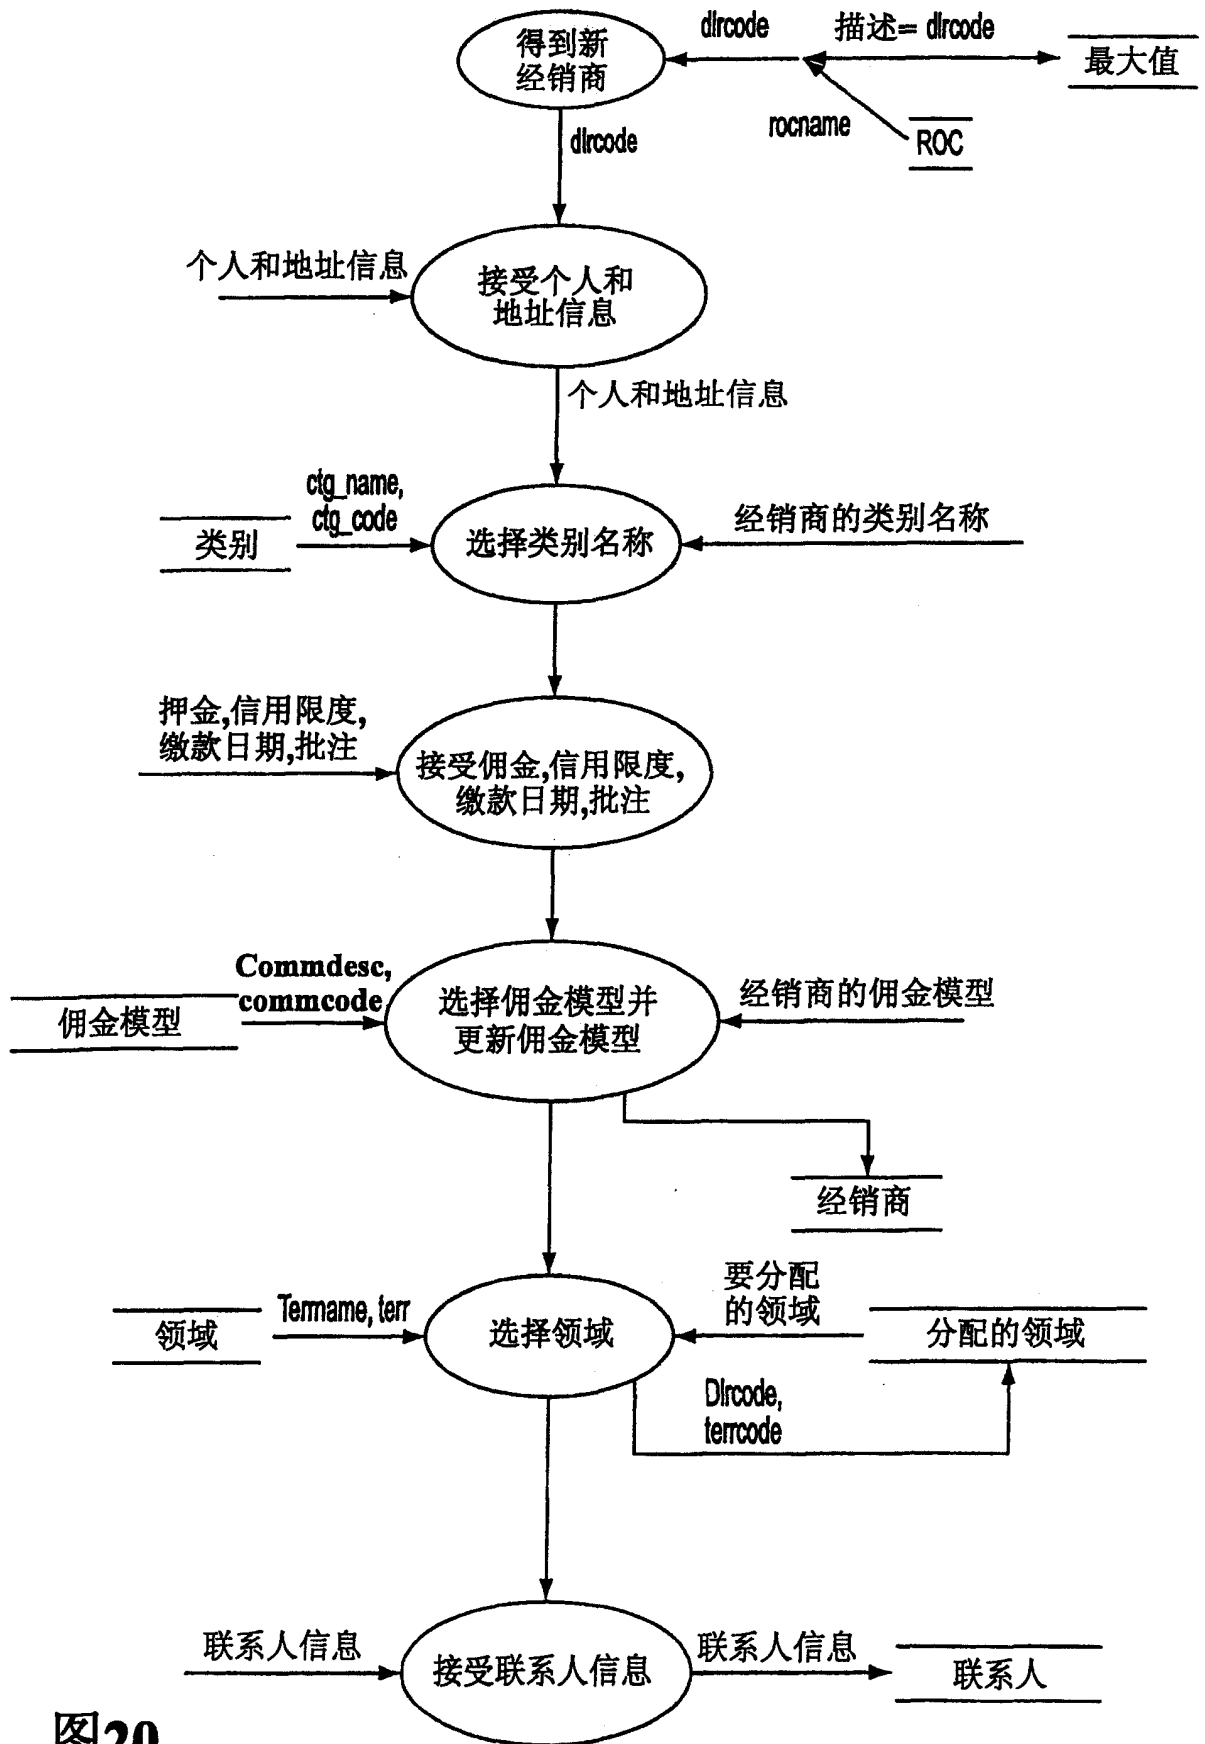 得到新
经销商
dlrcode
描述= dlrcode
最大值
rocname
ROC
dlrcode
个人和地址信息
接受个人和
地址信息
个人和地址信息
ctg_name,
ctg_code
类别
选择类别名称
经销商的类别名称
押金,信用限度,
缴款日期,批注
接受佣金,信用限度,
缴款日期,批注
Commdesc,
commcode
佣金模型
选择佣金模型并
更新佣金模型
经销商的佣金模型
经销商
领域
Terrname, terr
选择领域
要分配
的领域
分配的领域
Dlrcode,
terrcode
联系人信息
接受联系人信息
联系人信息
联系人
图20